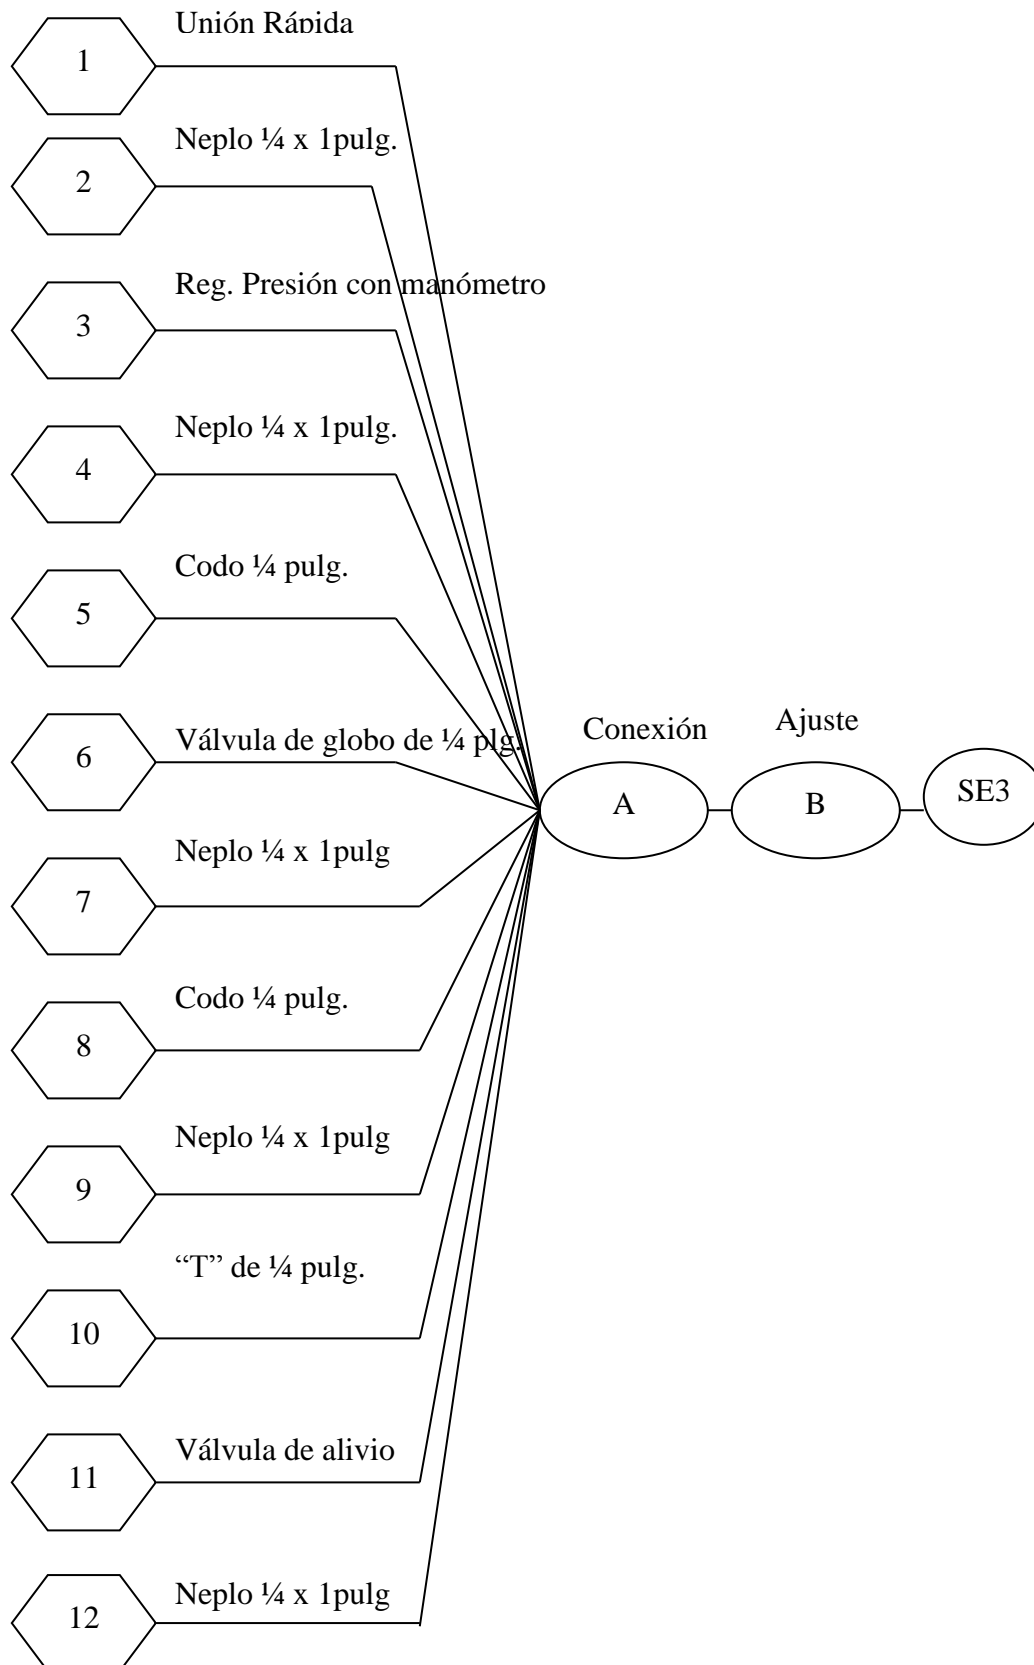 Unión Rápida
1
Neplo ¼ x 1pulg.
2
Reg. Presión con manómetro
3
Neplo ¼ x 1pulg.
4
Codo ¼ pulg.
5
Válvula de globo de ¼ plg.
6
Conexión
Ajuste
A
B
SE3
Neplo ¼ x 1pulg
7
Codo ¼ pulg.
8
Neplo ¼ x 1pulg
9
“T” de ¼ pulg.
10
Válvula de alivio
11
Neplo ¼ x 1pulg
12